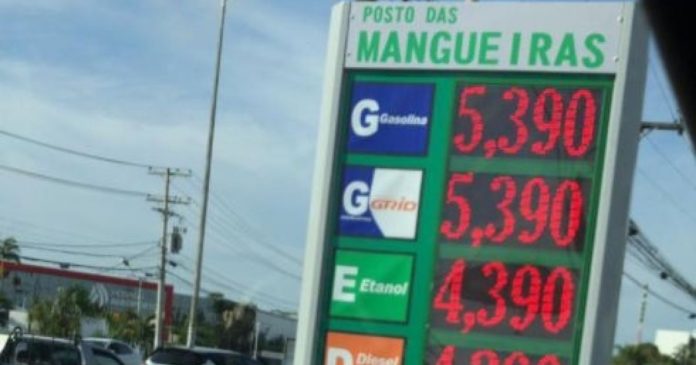 POSTO DAS
MANGUEIRAS
G Gasolina 5,390
G GRID 5,390
E Etanol 4,390
D Diesel